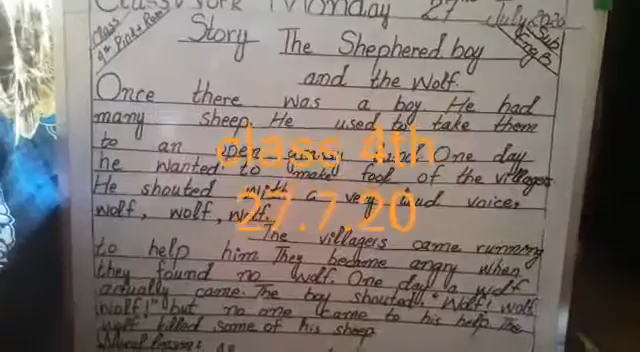 Class Work Monday 27th July 2020
Class 4th Pink
Sub Eng B
Story The Shephered boy
and the Wolf.
Once there was a boy. He had
many sheep. He used to take them
to an open One day
he wanted to make fool of the villagers
He shouted with a very loud voice,
wolf, wolf, wolf.
The villagers came running
to help him They became angry when
they found no wolf. One day a wolf
actually came. The boy shouted, "Wolf! wolf
wolf!" but no one came to his help The
wolf killed some of his sheep
Moral lesson:
class 4th
27.7.20